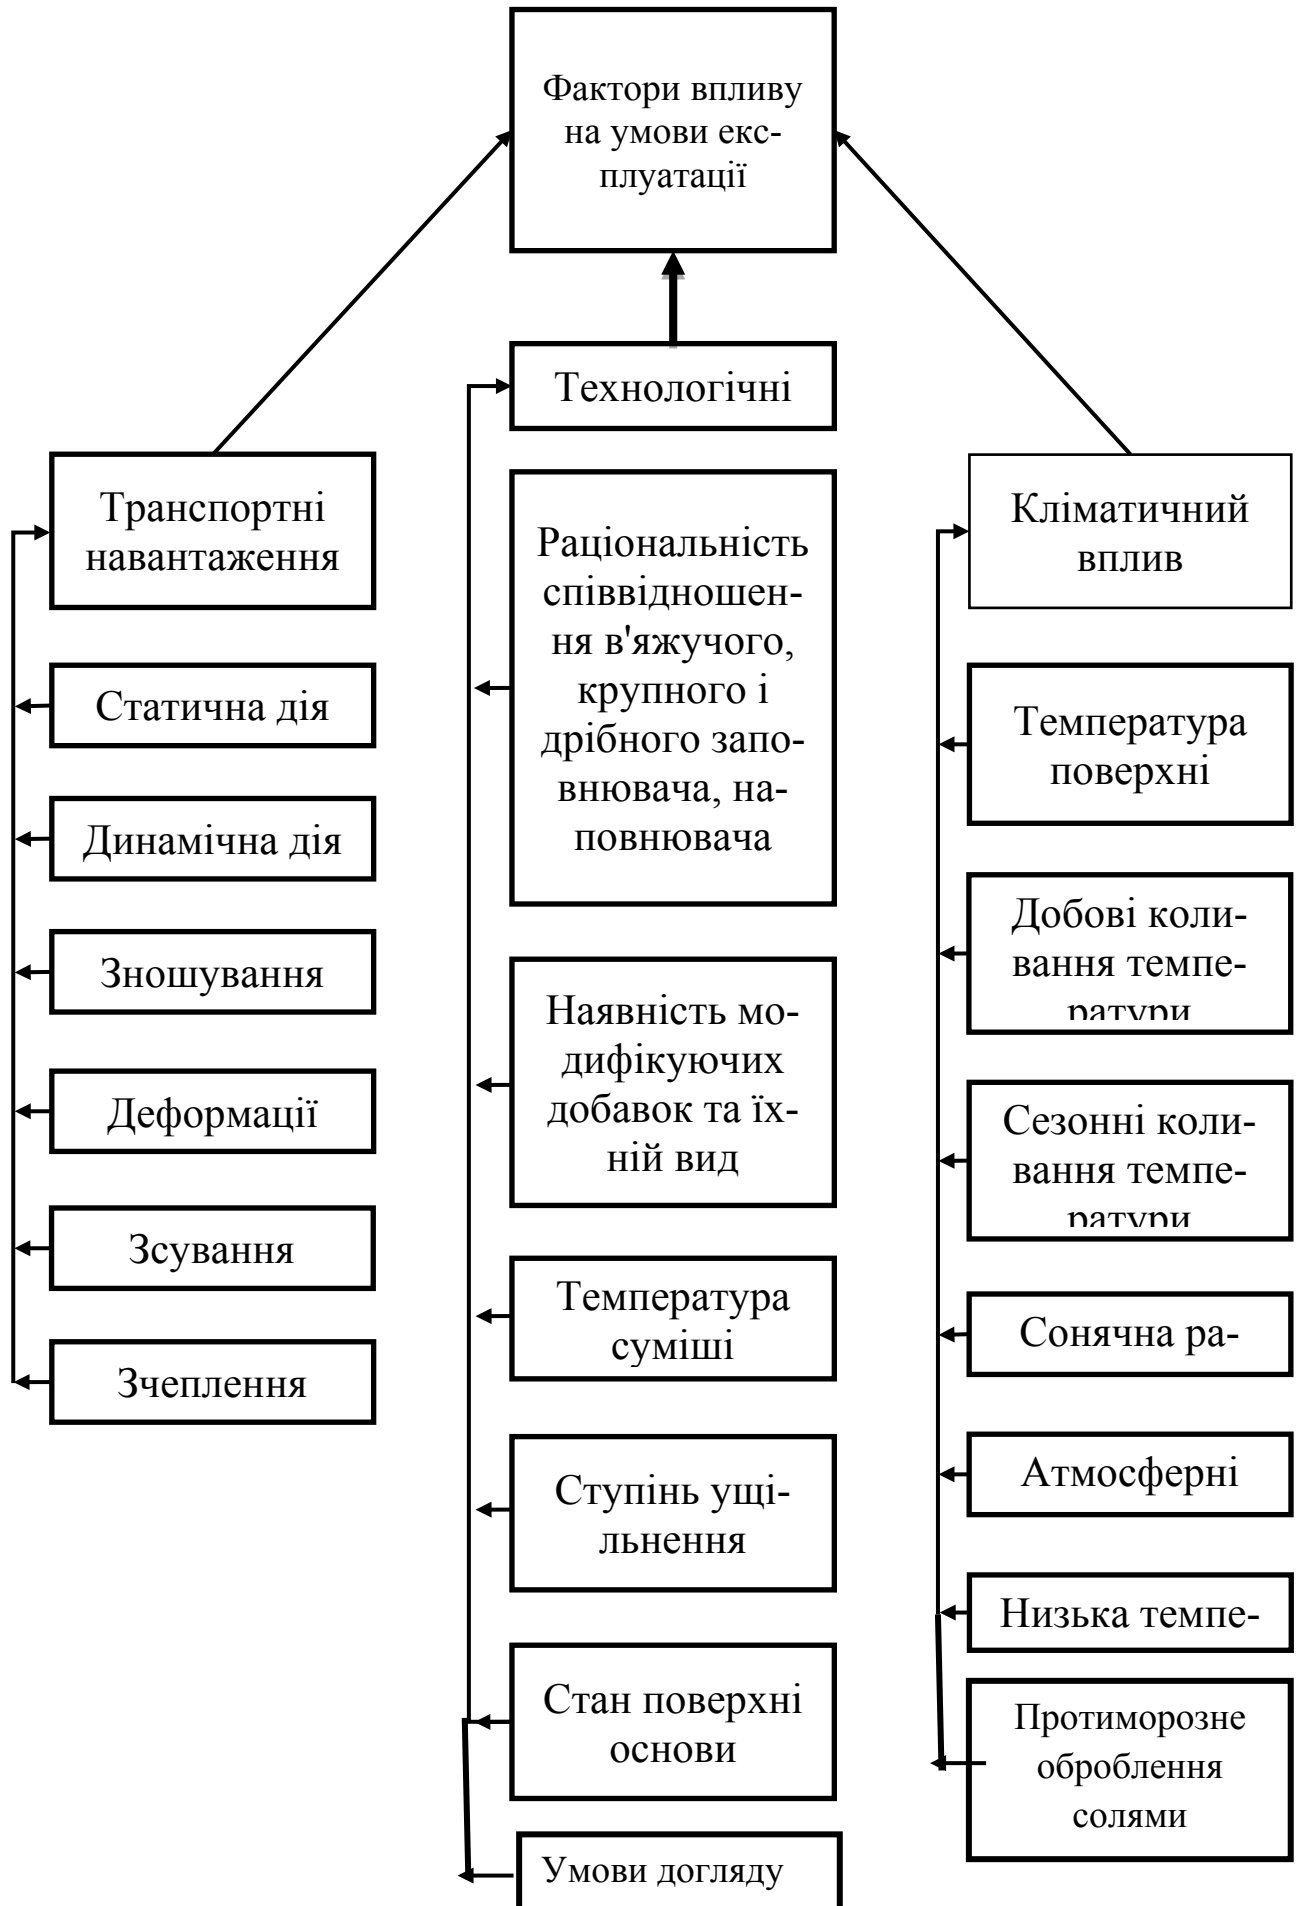 Фактори впливу
на умови екс-
плуатації
Технологічні
Транспортні
навантаження
Статична дія
Динамічна дія
Зношування
Деформації
Зсування
Зчеплення
Раціональність
співвідношен-
ня в'яжучого,
крупного і
дрібного запо-
внювача, на-
повнювача
Наявність мо-
дифікуючих
добавок та їх-
ній вид
Температура
суміші
Ступінь ущі-
льнення
Стан поверхні
основи
Умови догляду
Кліматичний
вплив
Температура
поверхні
Добові коли-
вання темпе-
ратури
Сезонні коли-
вання темпе-
ратури
Сонячна ра-
Атмосферні
Низька темпе-
Протиморозне
оброблення
солями